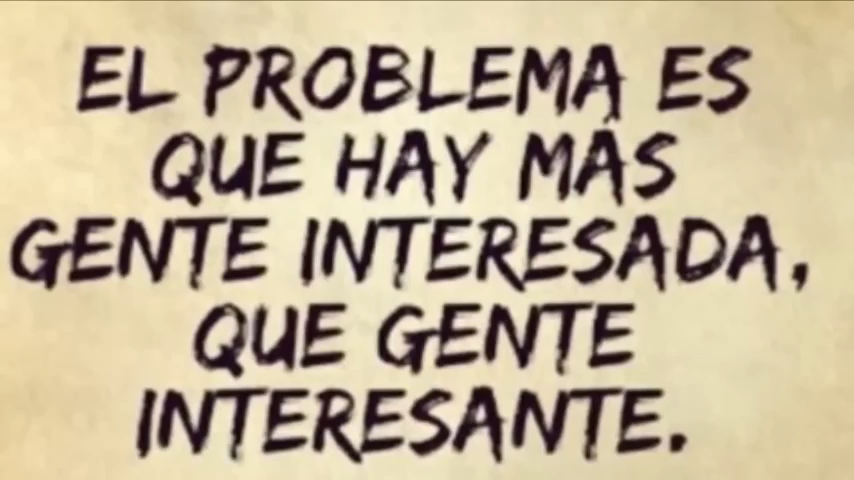 EL PROBLEMA ES
QUE HAY MÁS
GENTE INTERESADA,
QUE GENTE
INTERESANTE.